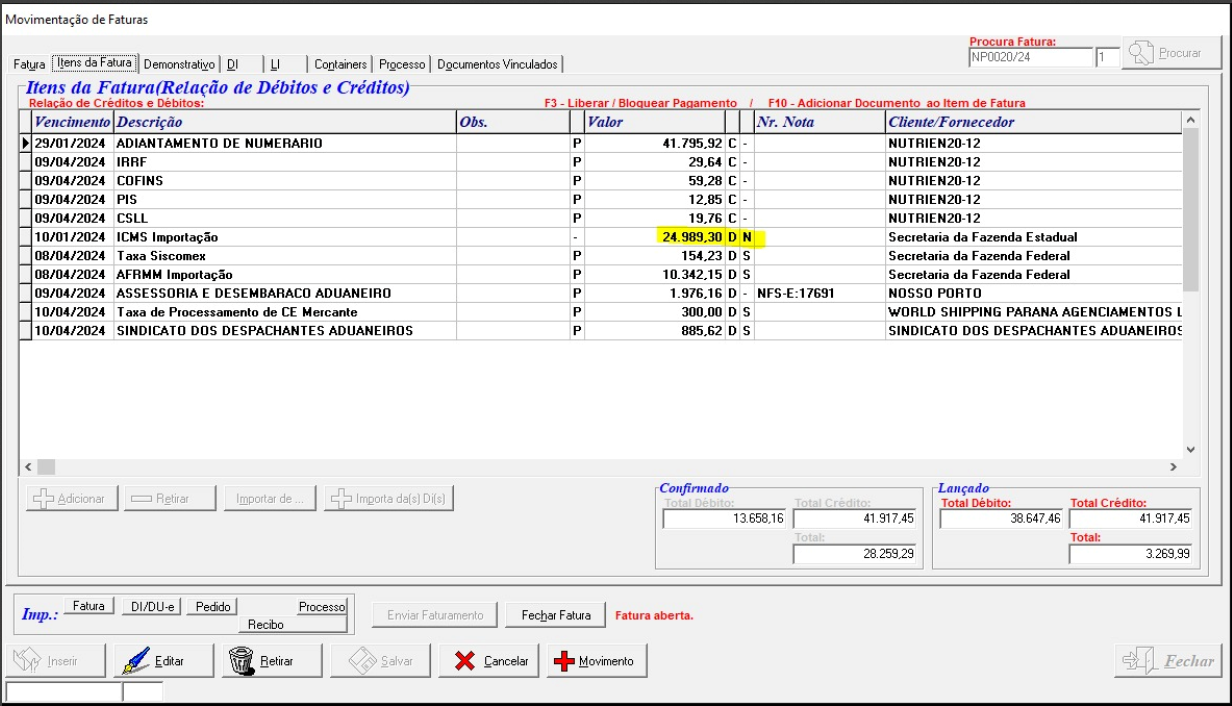 Movimentação de Faturas
Procura Fatura:
NP0020/24 1 Procurar
Fatura Itens da Fatura Demonstrativo DI LI Containers Processo Documentos Vinculados
Itens da Fatura(Relação de Débitos e Créditos)
Relação de Créditos e Débitos: F3 - Liberar / Bloquear Pagamento / F10 - Adicionar Documento ao Item de Fatura
Vencimento Descrição Obs. Valor Nr. Nota Cliente/Fornecedor
29/01/2024 ADIANTAMENTO DE NUMERARIO P 41.795,92 C - NUTRIEN20-12
09/04/2024 IRRF P 29,64 C - NUTRIEN20-12
09/04/2024 COFINS P 59,28 C - NUTRIEN20-12
09/04/2024 PIS P 12,85 C - NUTRIEN20-12
09/04/2024 CSLL P 19,76 C - NUTRIEN20-12
10/01/2024 ICMS Importação - 24.989,30 D N Secretaria da Fazenda Estadual
08/04/2024 Taxa Siscomex P 154,23 D S Secretaria da Fazenda Federal
08/04/2024 AFRMM Importação P 10.342,15 D S Secretaria da Fazenda Federal
09/04/2024 ASSESSORIA E DESEMBARACO ADUANEIRO P 1.976,16 D - NFS-E:17691 NOSSO PORTO
10/04/2024 Taxa de Processamento de CE Mercante P 300,00 D S WORLD SHIPPING PARANA AGENCIAMENTOS L
10/04/2024 SINDICATO DOS DESPACHANTES ADUANEIROS P 885,62 D S SINDICATO DOS DESPACHANTES ADUANEIROS
Adicionar Retirar Importar de ... Importa da(s) Di(s)
Confirmado
Total Débito: Total Crédito:
13.658,16 41.917,45
Total:
28.259,29
Lançado
Total Débito: Total Crédito:
38.647,46 41.917,45
Total:
3.269,99
Imp.: Fatura DI/DU-e Pedido Processo
Recibo
Enviar Faturamento Fechar Fatura Fatura aberta.
Inserir Editar Retirar Salvar Cancelar Movimento Fechar